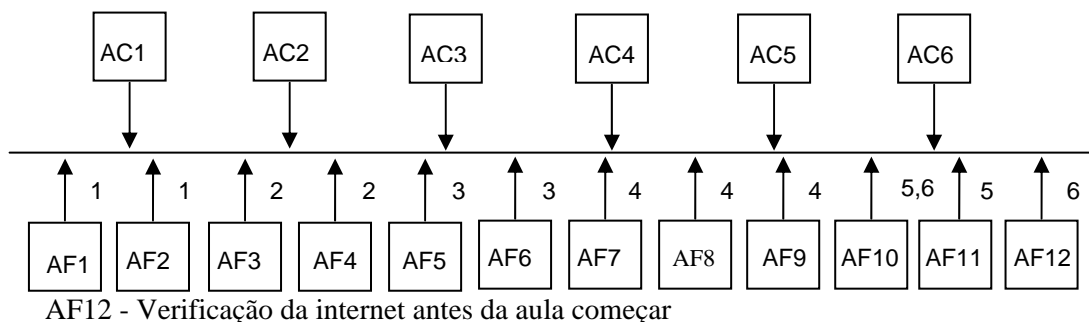 AC1 AC2 AC3 AC4 AC5 AC6
1 1 2 2 3 3 4 4 4 5,6 5 6
AF1 AF2 AF3 AF4 AF5 AF6 AF7 AF8 AF9 AF10 AF11 AF12
AF12 - Verificação da internet antes da aula começar